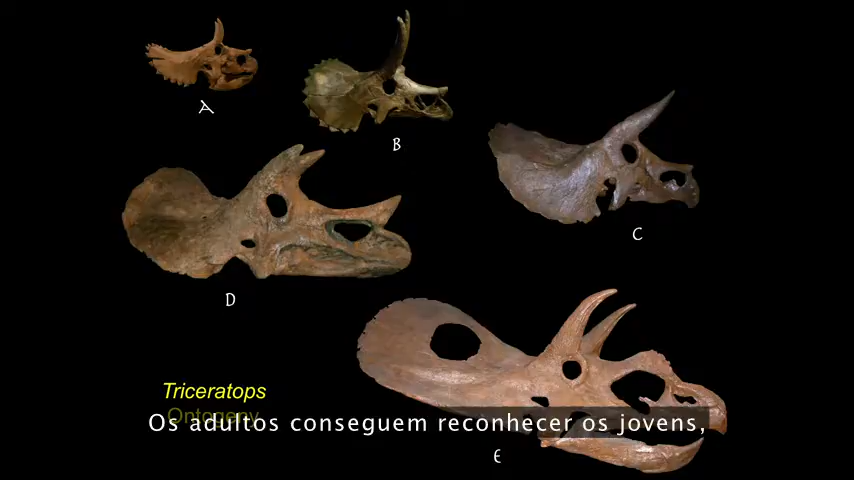 A
B
C
D
Triceratops
Ontogeny
Os adultos conseguem reconhecer os jovens,
E